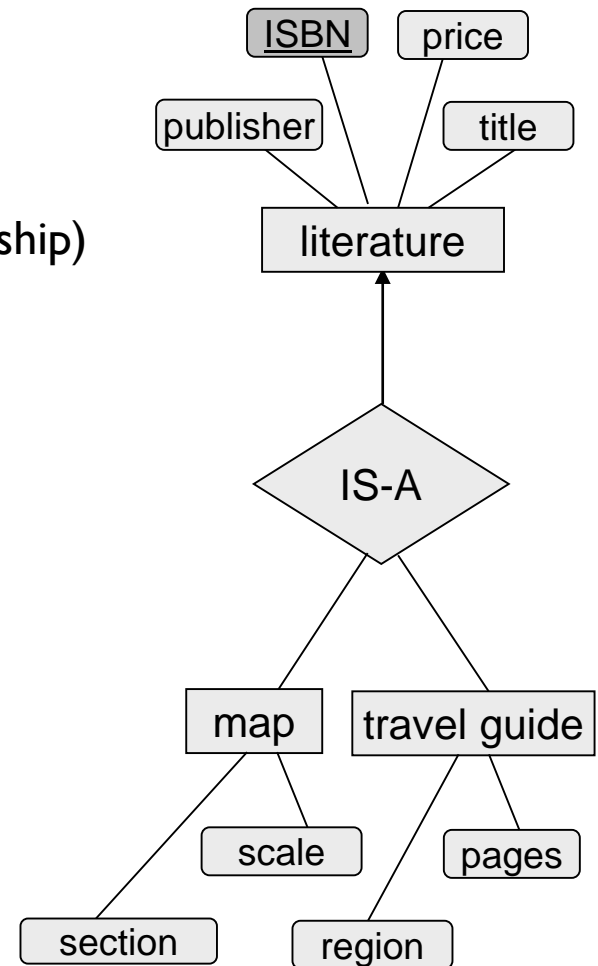 ISBN
price
publisher
title
ship)
literature
IS-A
map
travel guide
scale
pages
section
region